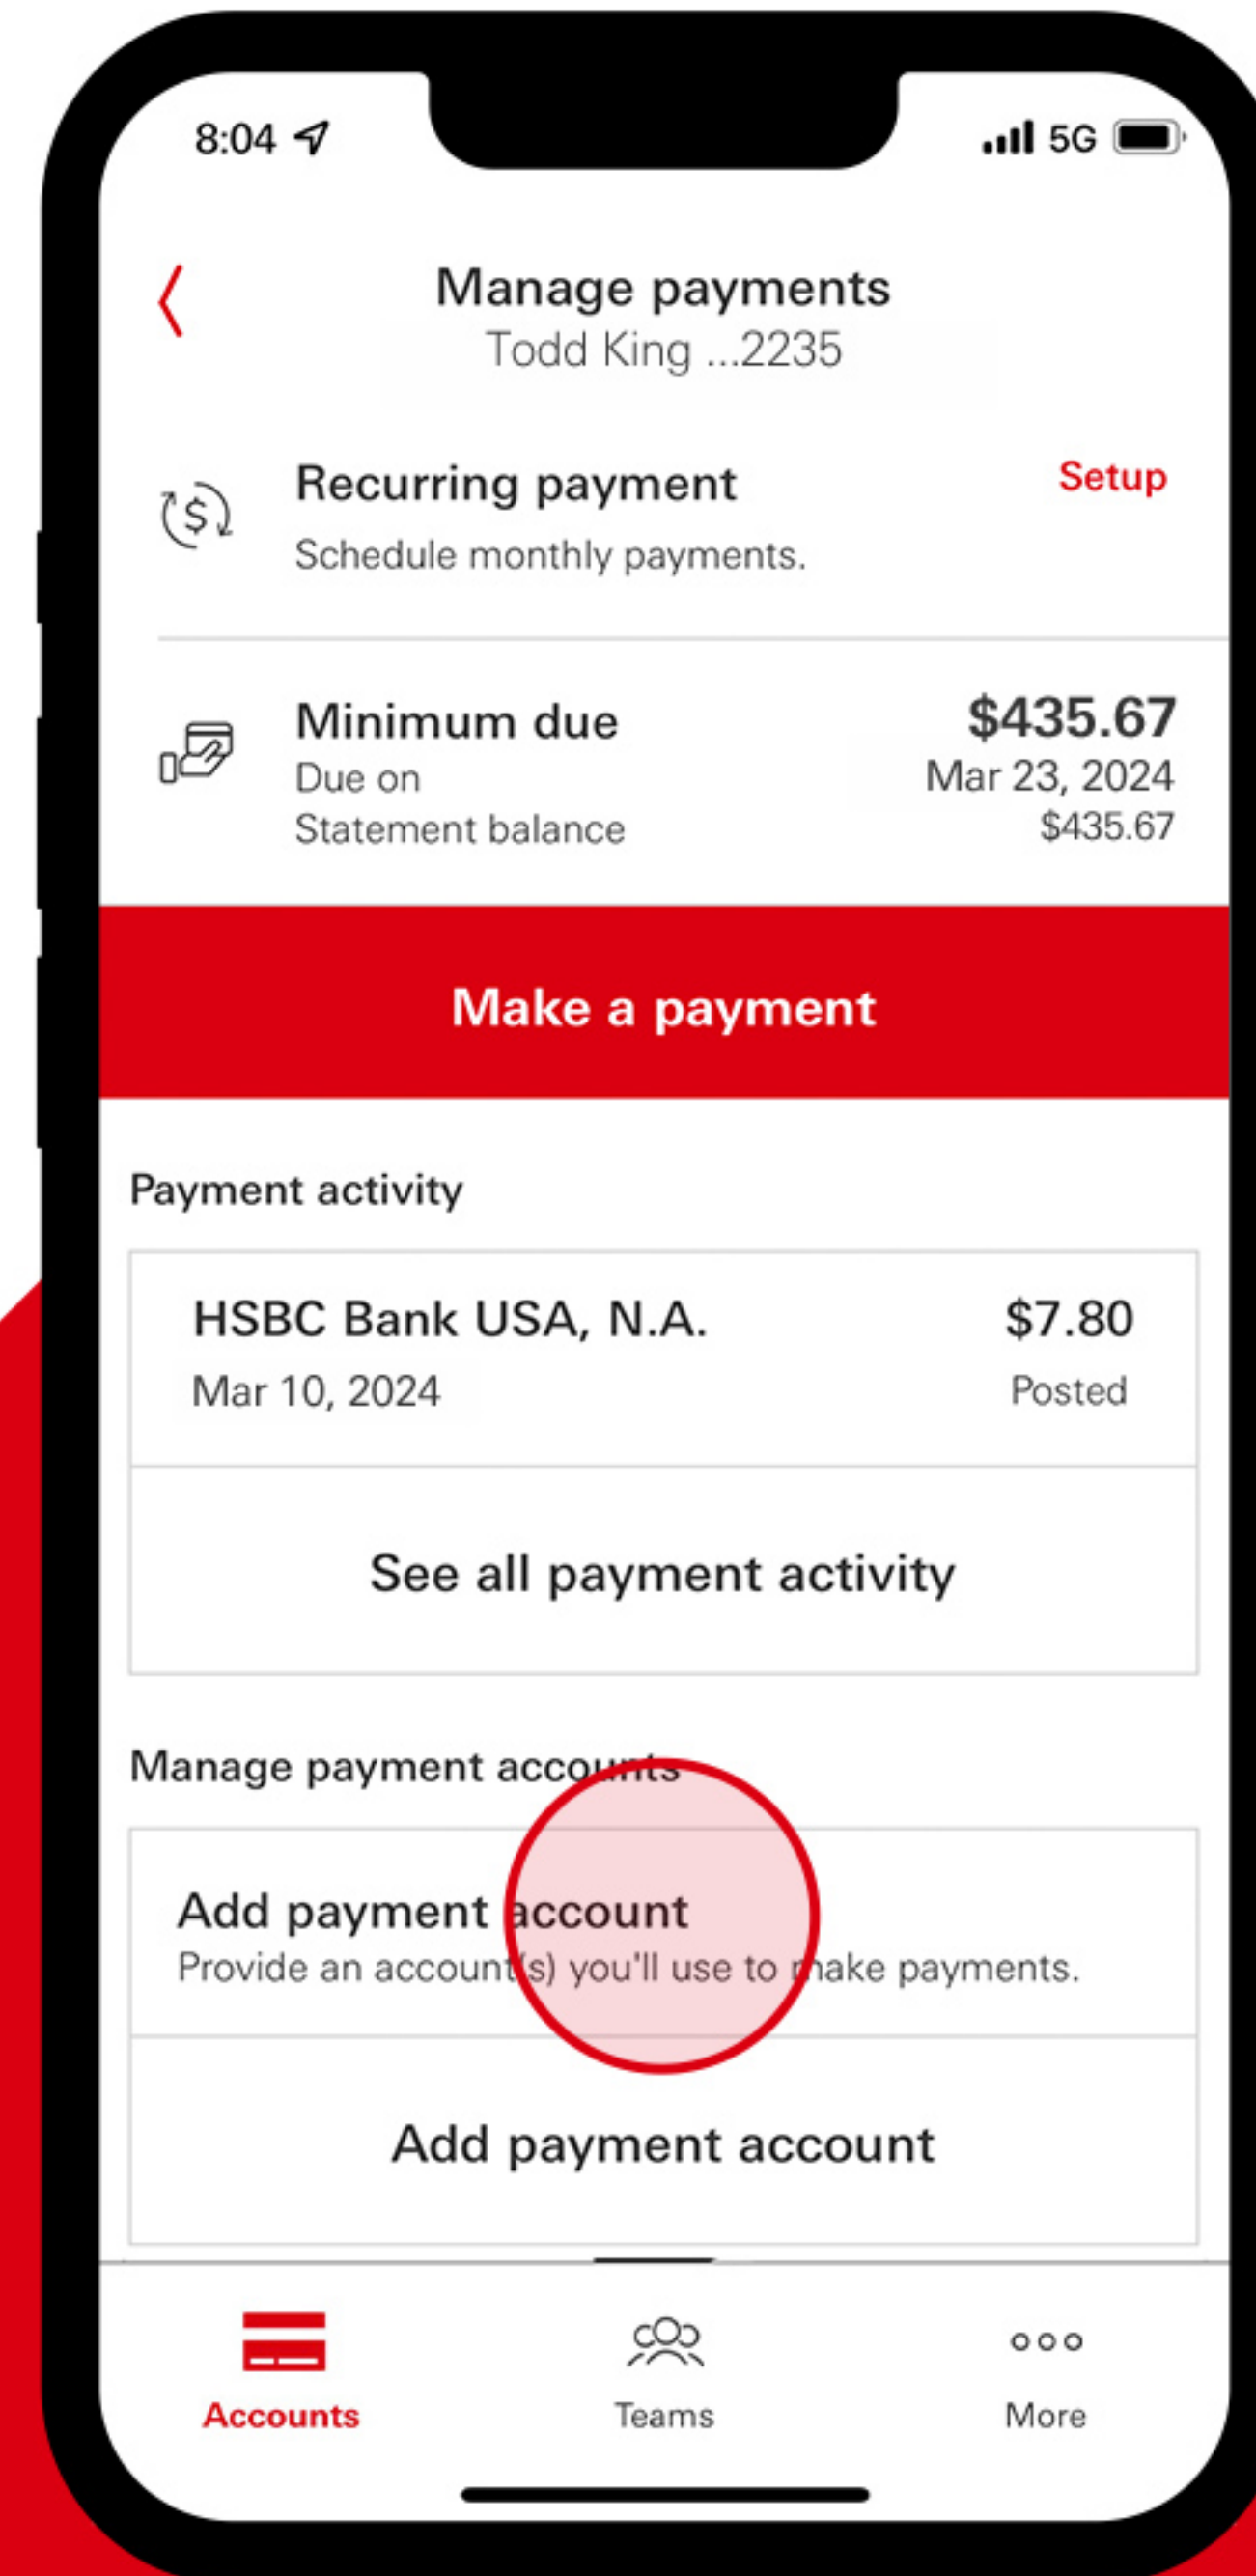 8:04
5G
Manage payments
Todd King ...2235
Recurring payment
Setup
Schedule monthly payments.
Minimum due
$435.67
Due on
Mar 23, 2024
Statement balance
$435.67
Make a payment
Payment activity
HSBC Bank USA, N.A.
$7.80
Mar 10, 2024
Posted
See all payment activity
Manage payment accounts
Add payment account
Provide an account(s) you'll use to make payments.
Add payment account
Accounts
Teams
More